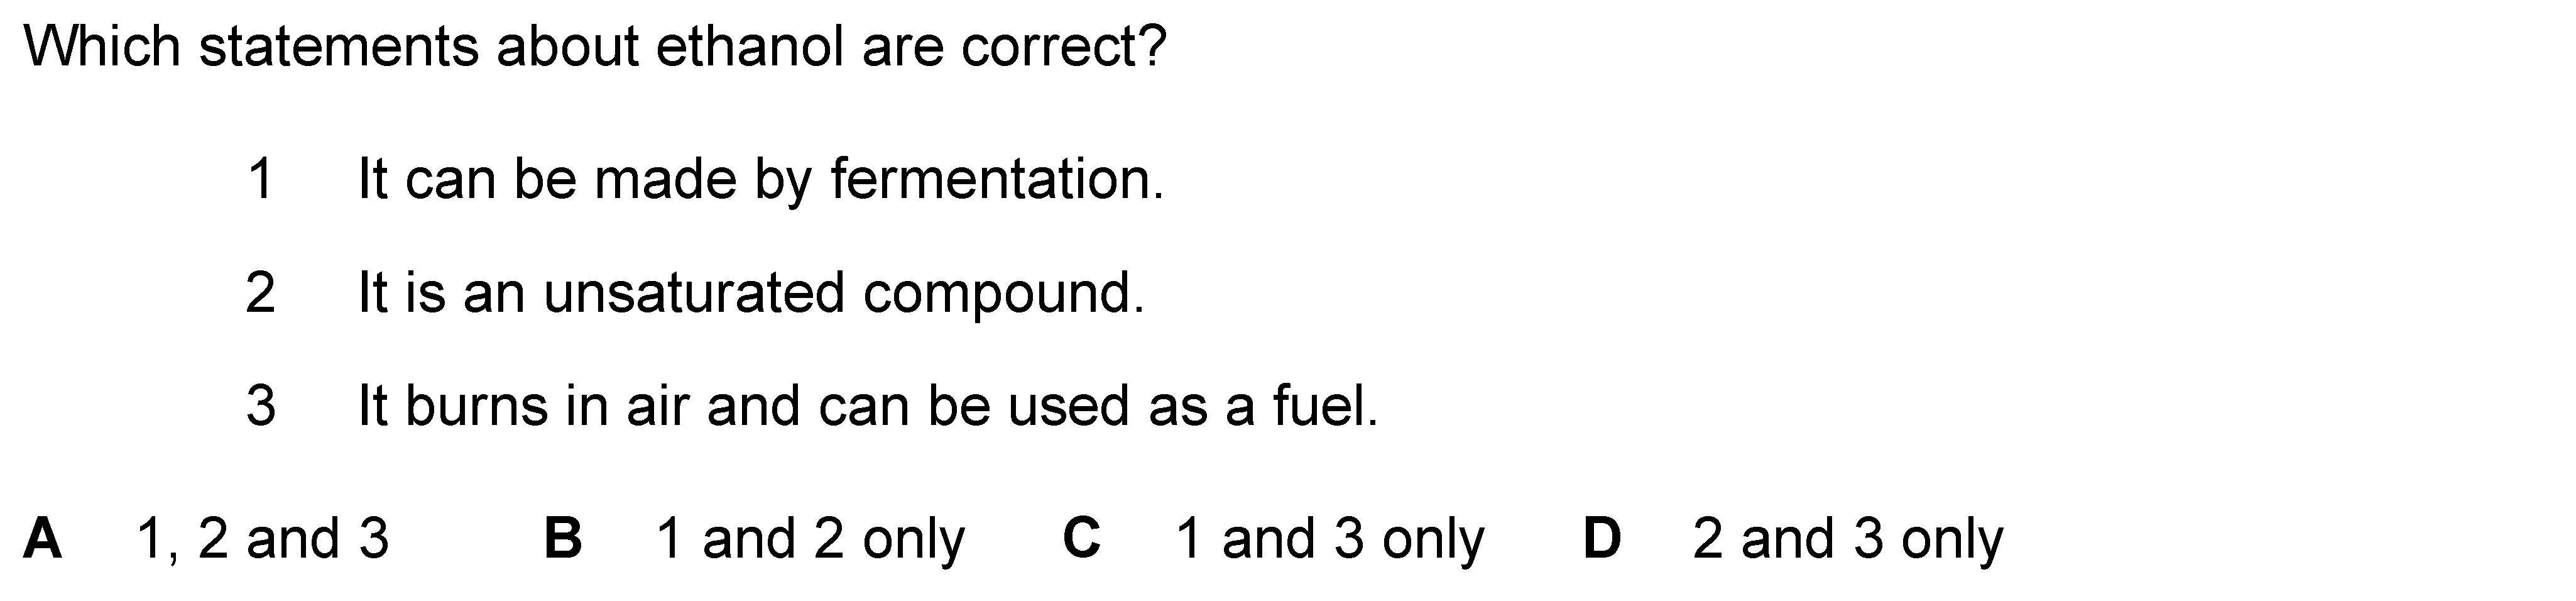 Which statements about ethanol are correct?
1 It can be made by fermentation.
2 It is an unsaturated compound.
3 It burns in air and can be used as a fuel.
A 1, 2 and 3 B 1 and 2 only C 1 and 3 only D 2 and 3 only